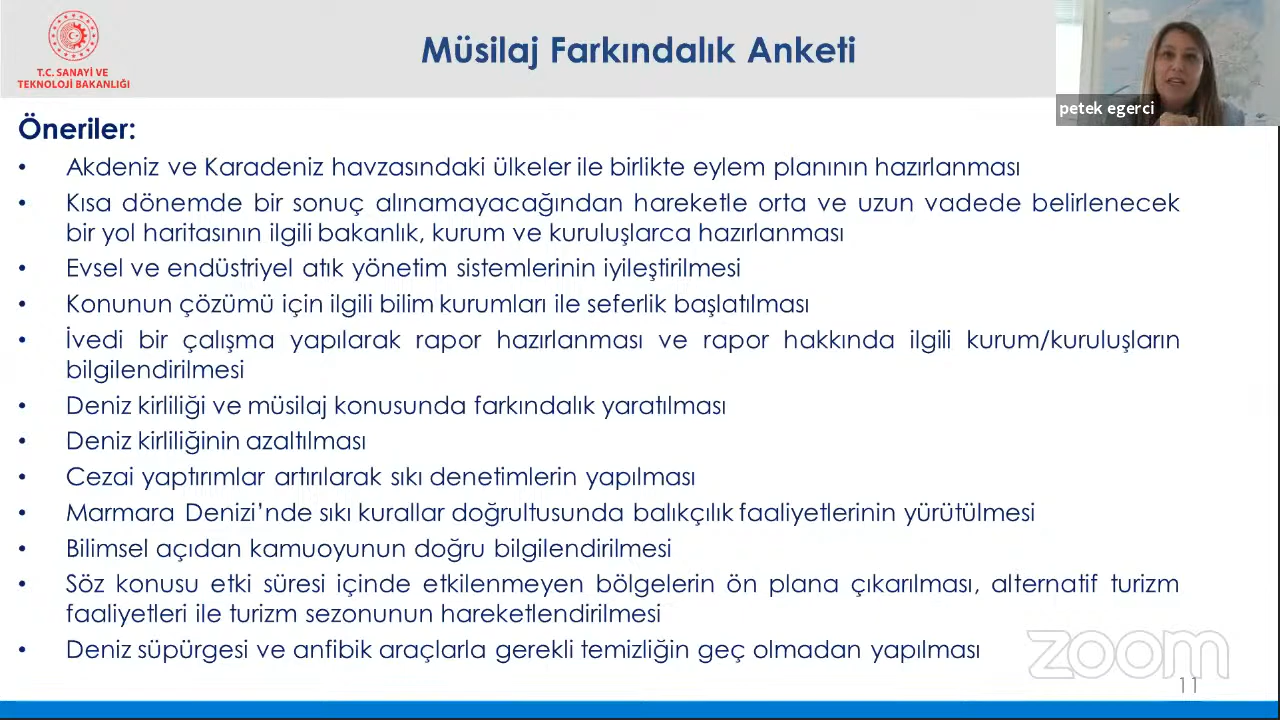 T.C. SANAYİ VE
TEKNOLOJİ BAKANLIĞI
Müsilaj Farkındalık Anketi
petek egerci
Öneriler:
• Akdeniz ve Karadeniz havzasındaki ülkeler ile birlikte eylem planının hazırlanması
• Kısa dönemde bir sonuç alınamayacağından hareketle orta ve uzun vadede belirlenecek
bir yol haritasının ilgili bakanlık, kurum ve kuruluşlarca hazırlanması
• Evsel ve endüstriyel atık yönetim sistemlerinin iyileştirilmesi
• Konunun çözümü için ilgili bilim kurumları ile seferlik başlatılması
• İvedi bir çalışma yapılarak rapor hazırlanması ve rapor hakkında ilgili kurum/kuruluşların
bilgilendirilmesi
• Deniz kirliliği ve müsilaj konusunda farkındalık yaratılması
• Deniz kirliliğinin azaltılması
• Cezai yaptırımlar artırılarak sıkı denetimlerin yapılması
• Marmara Denizi’nde sıkı kurallar doğrultusunda balıkçılık faaliyetlerinin yürütülmesi
• Bilimsel açıdan kamuoyunun doğru bilgilendirilmesi
• Söz konusu etki süresi içinde etkilenmeyen bölgelerin ön plana çıkarılması, alternatif turizm
faaliyetleri ile turizm sezonunun hareketlendirilmesi
• Deniz süpürgesi ve anfibik araçlarla gerekli temizliğin geç olmadan yapılması
zoom
11